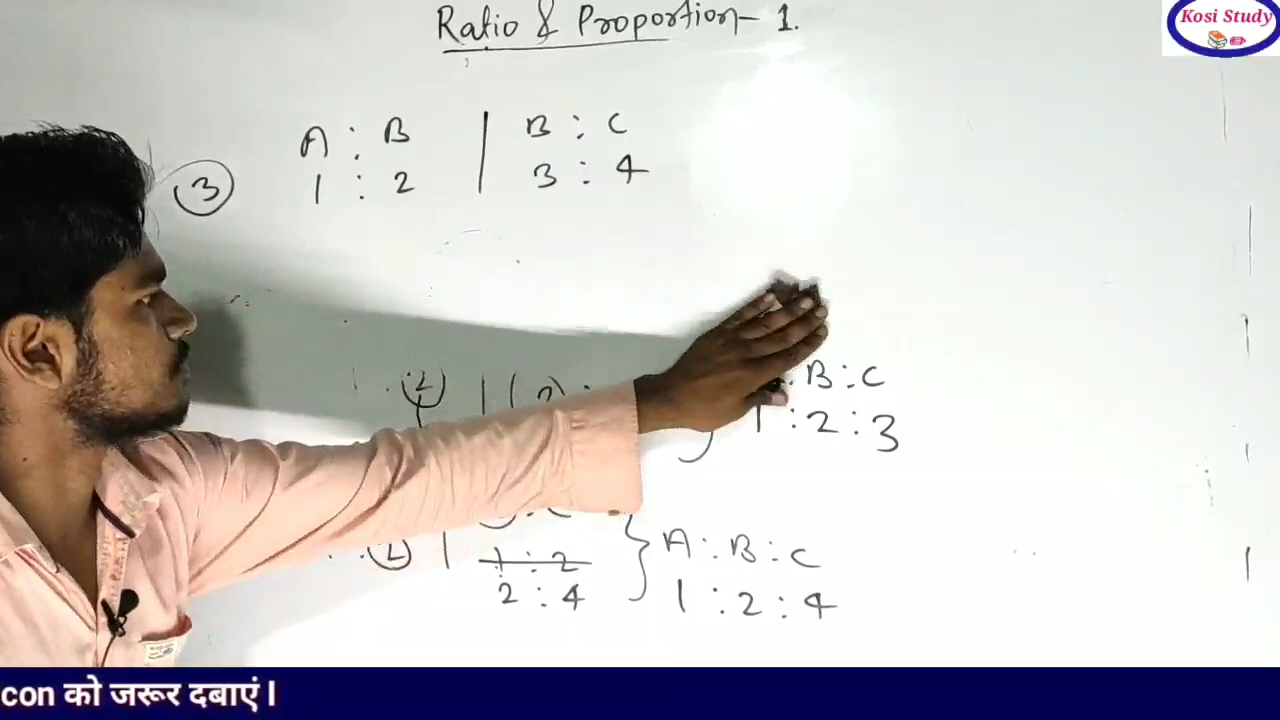 Ratio & Proportion - 1.
Kosi Study
A : B | B : C
③ 1 : 2 | 3 : 4
B : C
1 : 2 : 3
A : B : C
1 : 2
2 : 4
1 : 2 : 4
con को जरूर दबाएं l